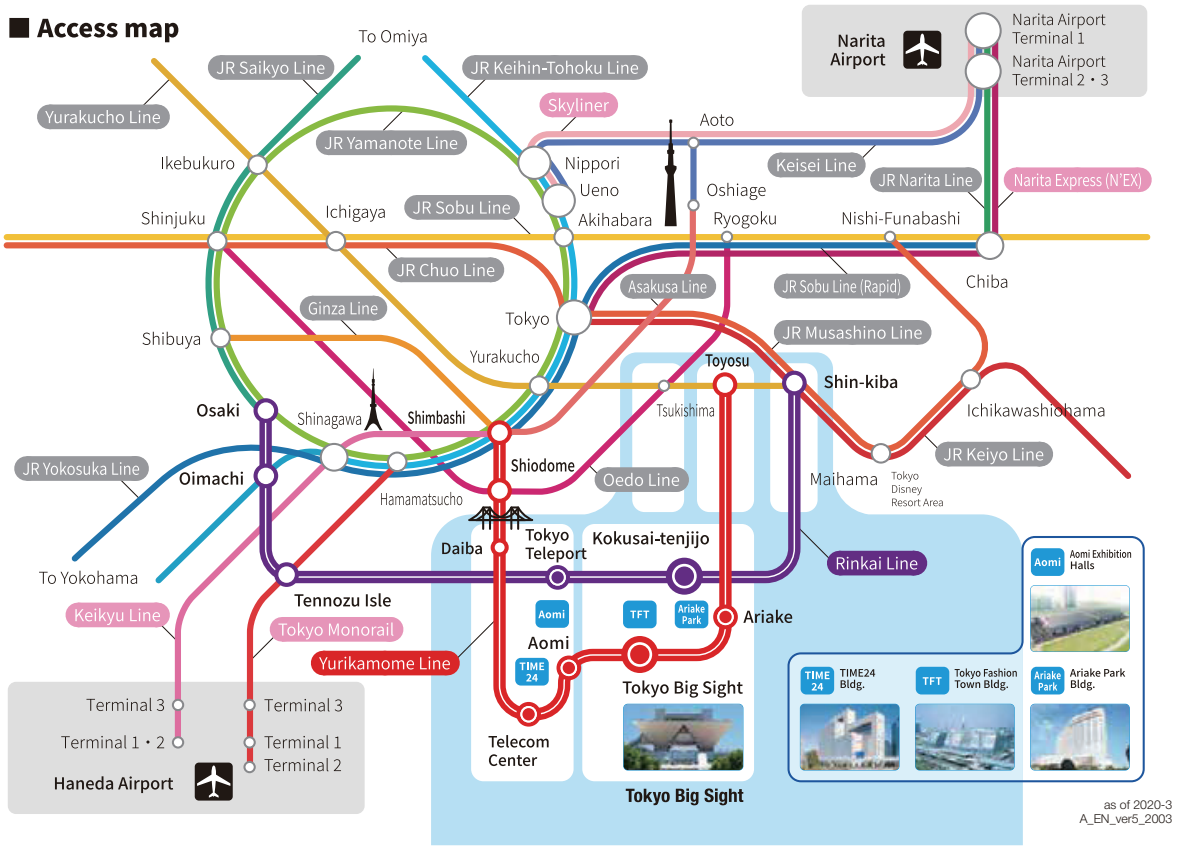 ■ Access map
To Omiya
JR Saikyo Line
JR Keihin-Tohoku Line
Skyliner
Narita
Airport
Narita Airport
Terminal 1
Narita Airport
Terminal 2・3
Yurakucho Line
JR Yamanote Line
Aoto
Ikebukuro
Nippori
Keisei Line
Ueno
Oshiage
JR Narita Line
Narita Express (N'EX)
Shinjuku
Ichigaya
JR Sobu Line
Akihabara
Ryogoku
Nishi-Funabashi
JR Chuo Line
Chiba
Ginza Line
Asakusa Line
JR Sobu Line (Rapid)
Tokyo
Shibuya
JR Musashino Line
Yurakucho
Toyosu
Shin-kiba
Osaki
Shinagawa
Shimbashi
Tsukishima
Ichikawashiohama
JR Yokosuka Line
Oimachi
Shiodome
Oedo Line
JR Keiyo Line
Hamamatsucho
Maihama
Tokyo
Disney
Resort Area
Daiba
Tokyo
Teleport
Kokusai-tenjijo
Rinkai Line
To Yokohama
Tennozu Isle
Keikyu Line
Tokyo Monorail
Yurikamome Line
Aomi
TFT
Ariake
Park
Ariake
Aomi
TIME
24
Tokyo Big Sight
Telecom
Center
Tokyo Big Sight
Terminal 3
Terminal 3
Terminal 1・2
Terminal 1
Terminal 2
Haneda Airport
Aomi
Aomi Exhibition
Halls
TIME
24
TIME24
Bldg.
TFT
Tokyo Fashion
Town Bldg.
Ariake
Park
Ariake Park
Bldg.
as of 2020-3
A_EN_ver5_2003